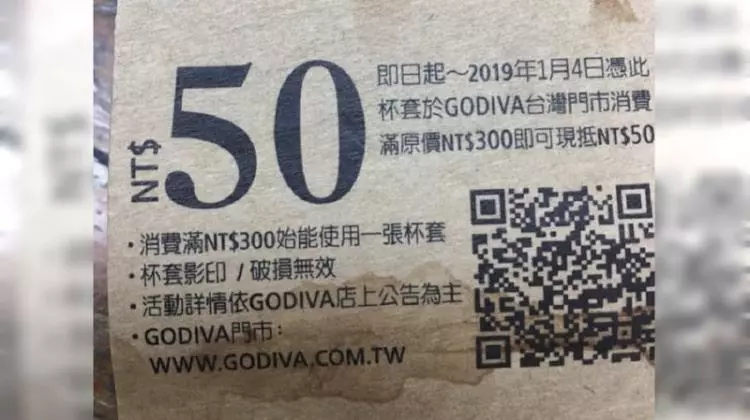 NT$50
即日起～2019年1月4日憑此
杯套於GODIVA台灣門市消費
滿原價NT$300即可現抵NT$50
・消費滿NT$300始能使用一張杯套
・杯套影印 / 破損無效
・活動詳情依GODIVA店上公告為主
・GODIVA門市：
WWW.GODIVA.COM.TW